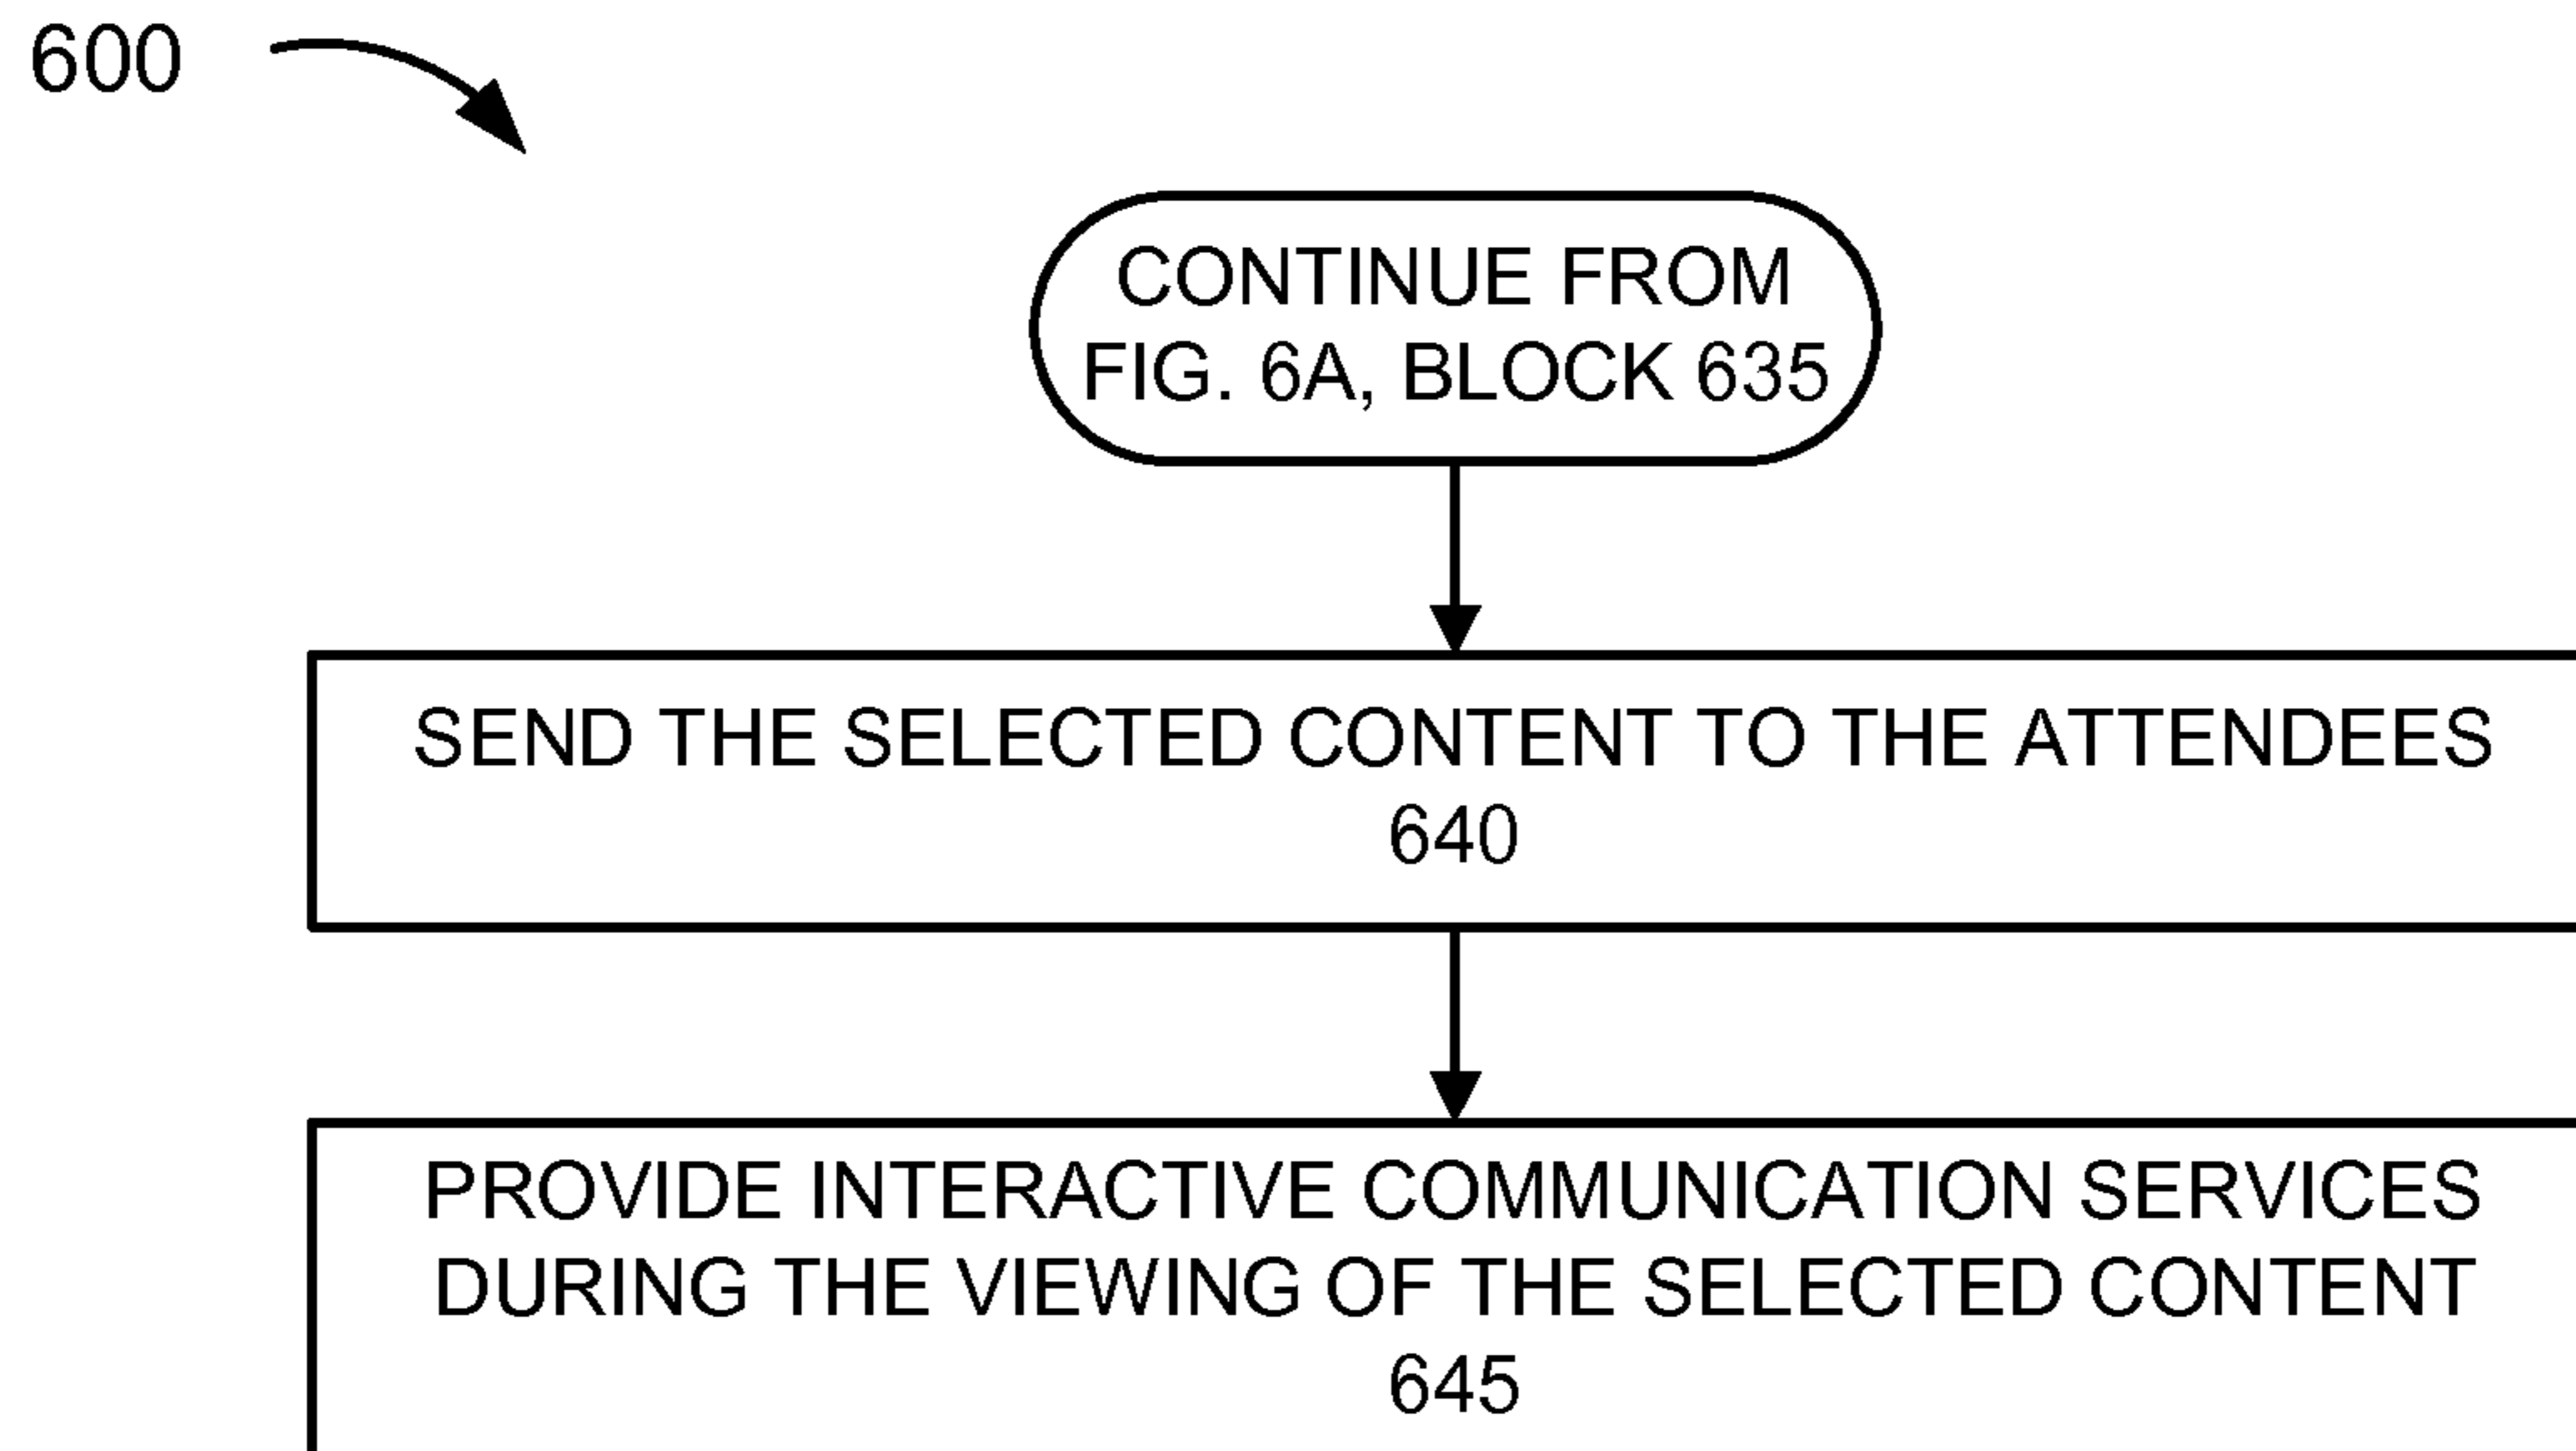 600
CONTINUE FROM
FIG. 6A, BLOCK 635
SEND THE SELECTED CONTENT TO THE ATTENDEES
640
PROVIDE INTERACTIVE COMMUNICATION SERVICES
DURING THE VIEWING OF THE SELECTED CONTENT
645